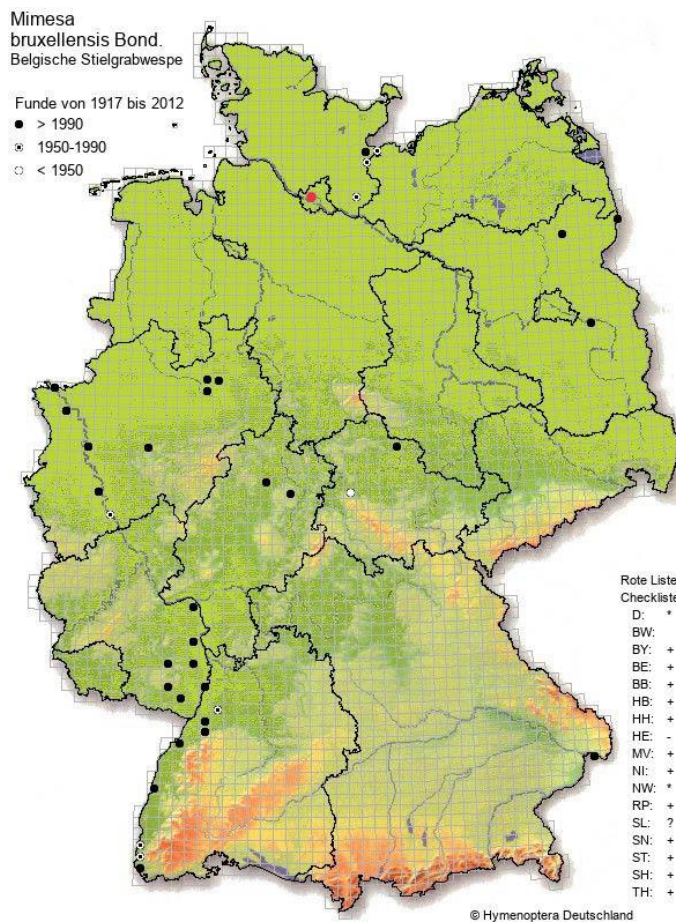 Mimesa
bruxellensis Bond.
Belgische Stielgrabwespe
Funde von 1917 bis 2012
> 1990
1950-1990
< 1950
Rote Liste
Checkliste
D: *
BW:
BY: +
BE: +
BB: +
HB: +
HH: +
HE: -
MV: +
NI: +
NW: *
RP: +
SL: ?
SN: +
ST: +
SH: +
TH: +
© Hymenoptera Deutschland